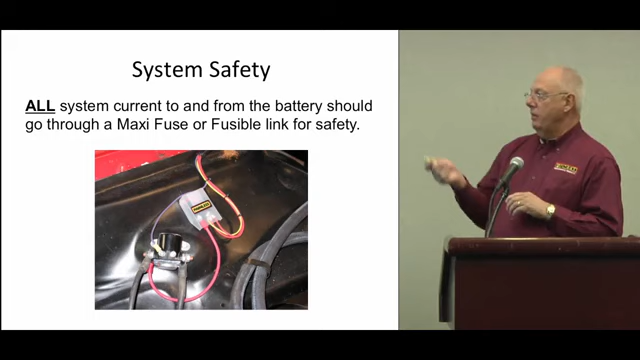 System Safety
ALL system current to and from the battery should
go through a Maxi Fuse or Fusible link for safety.